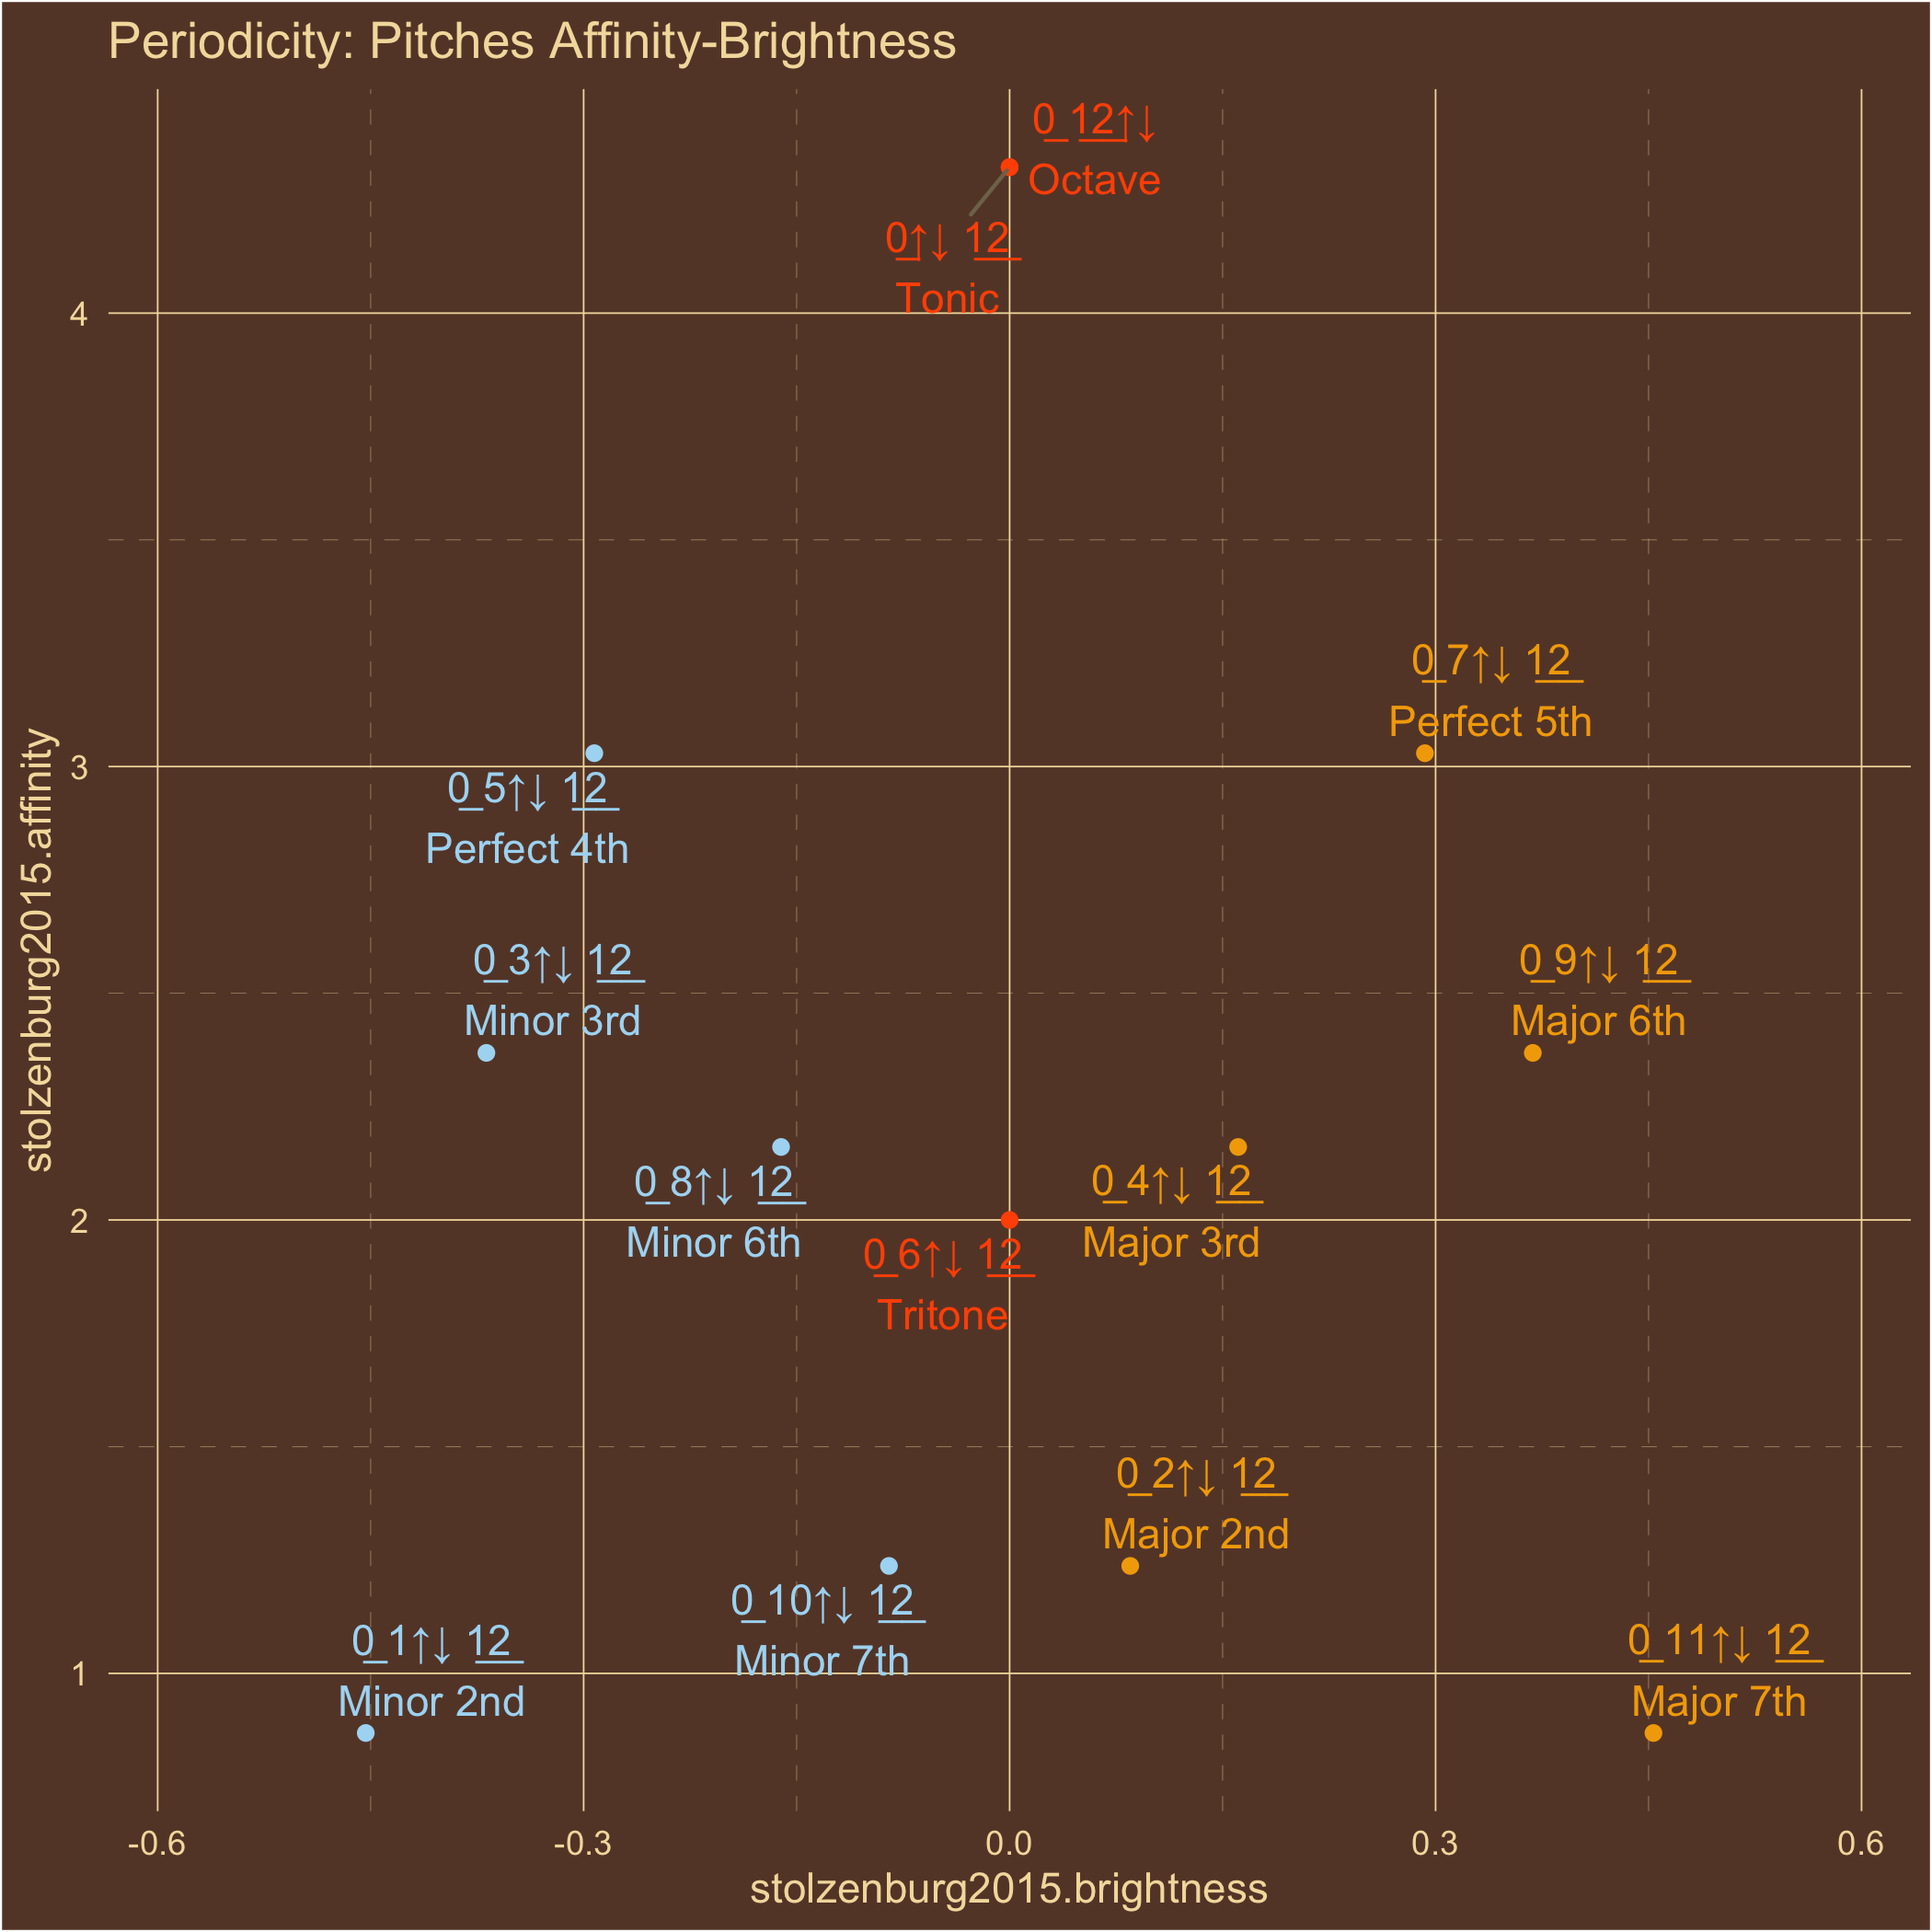 Periodicity: Pitches Affinity-Brightness
0 12↑↓
Octave
0↑↓ 12
Tonic
4
0 7↑↓ 12
Perfect 5th
3
0 5↑↓ 12
Perfect 4th
0 3↑↓ 12
Minor 3rd
0 9↑↓ 12
Major 6th
0 8↑↓ 12
Minor 6th
0 4↑↓ 12
Major 3rd
2
0 6↑↓ 12
Tritone
0 2↑↓ 12
Major 2nd
0 10↑↓ 12
Minor 7th
0 1↑↓ 12
Minor 2nd
0 11↑↓ 12
Major 7th
1
stolzenburg2015.affinity
-0.6 -0.3 0.0 0.3 0.6
stolzenburg2015.brightness